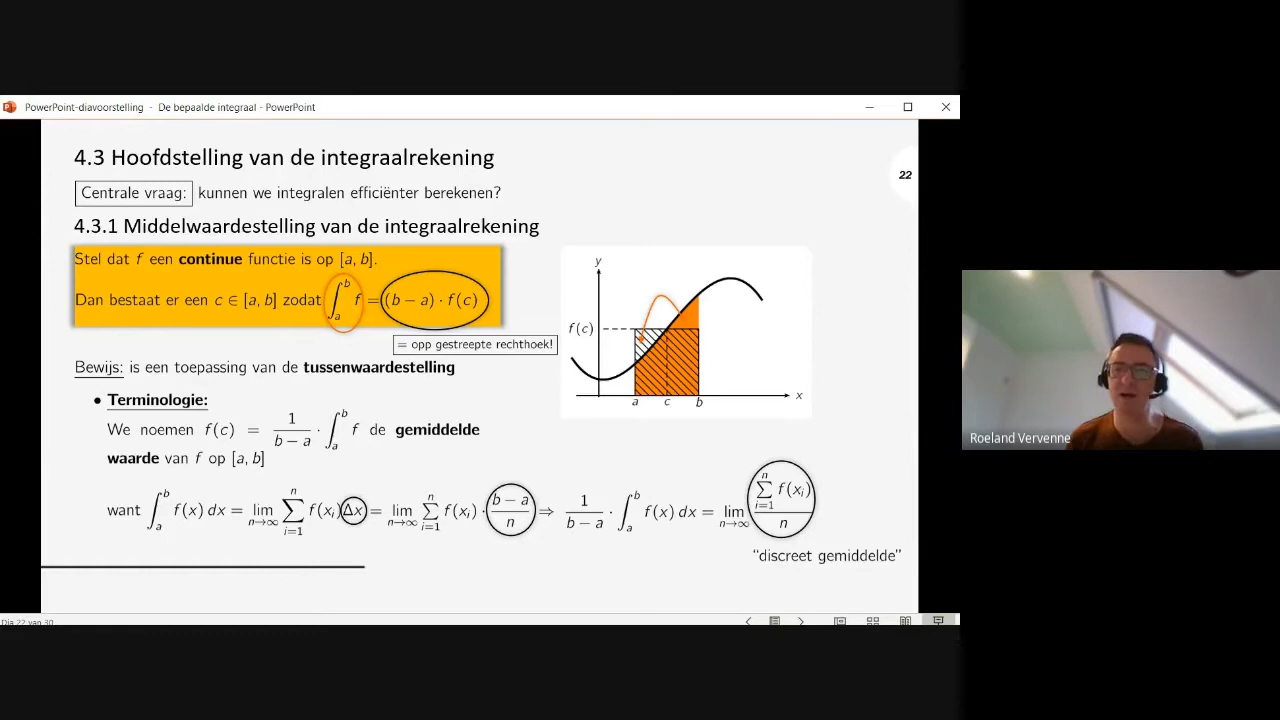 PowerPoint-diavoorstelling - De bepaalde integraal - PowerPoint
4.3 Hoofdstelling van de integraalrekening
22
Centrale vraag: kunnen we integralen efficiënter berekenen?
4.3.1 Middelwaardestelling van de integraalrekening
Stel dat f een continue functie is op [a, b].
Dan bestaat er een c ∈ [a, b] zodat ∫_a^b f = (b − a) · f(c)
= opp gestreepte rechthoek!
y
f(c)
a c b x
Bewijs: is een toepassing van de tussenwaardestelling
• Terminologie:
We noemen f(c) = 1/(b − a) · ∫_a^b f de gemiddelde
waarde van f op [a, b]
want ∫_a^b f(x) dx = lim_{n→∞} ∑_{i=1}^n f(x_i) Δx = lim_{n→∞} ∑_{i=1}^n f(x_i) · (b − a)/n ⇒ 1/(b − a) · ∫_a^b f(x) dx = lim_{n→∞} (∑_{i=1}^n f(x_i))/n
"discreet gemiddelde"
Dia 22 van 30
Roeland Vervenne